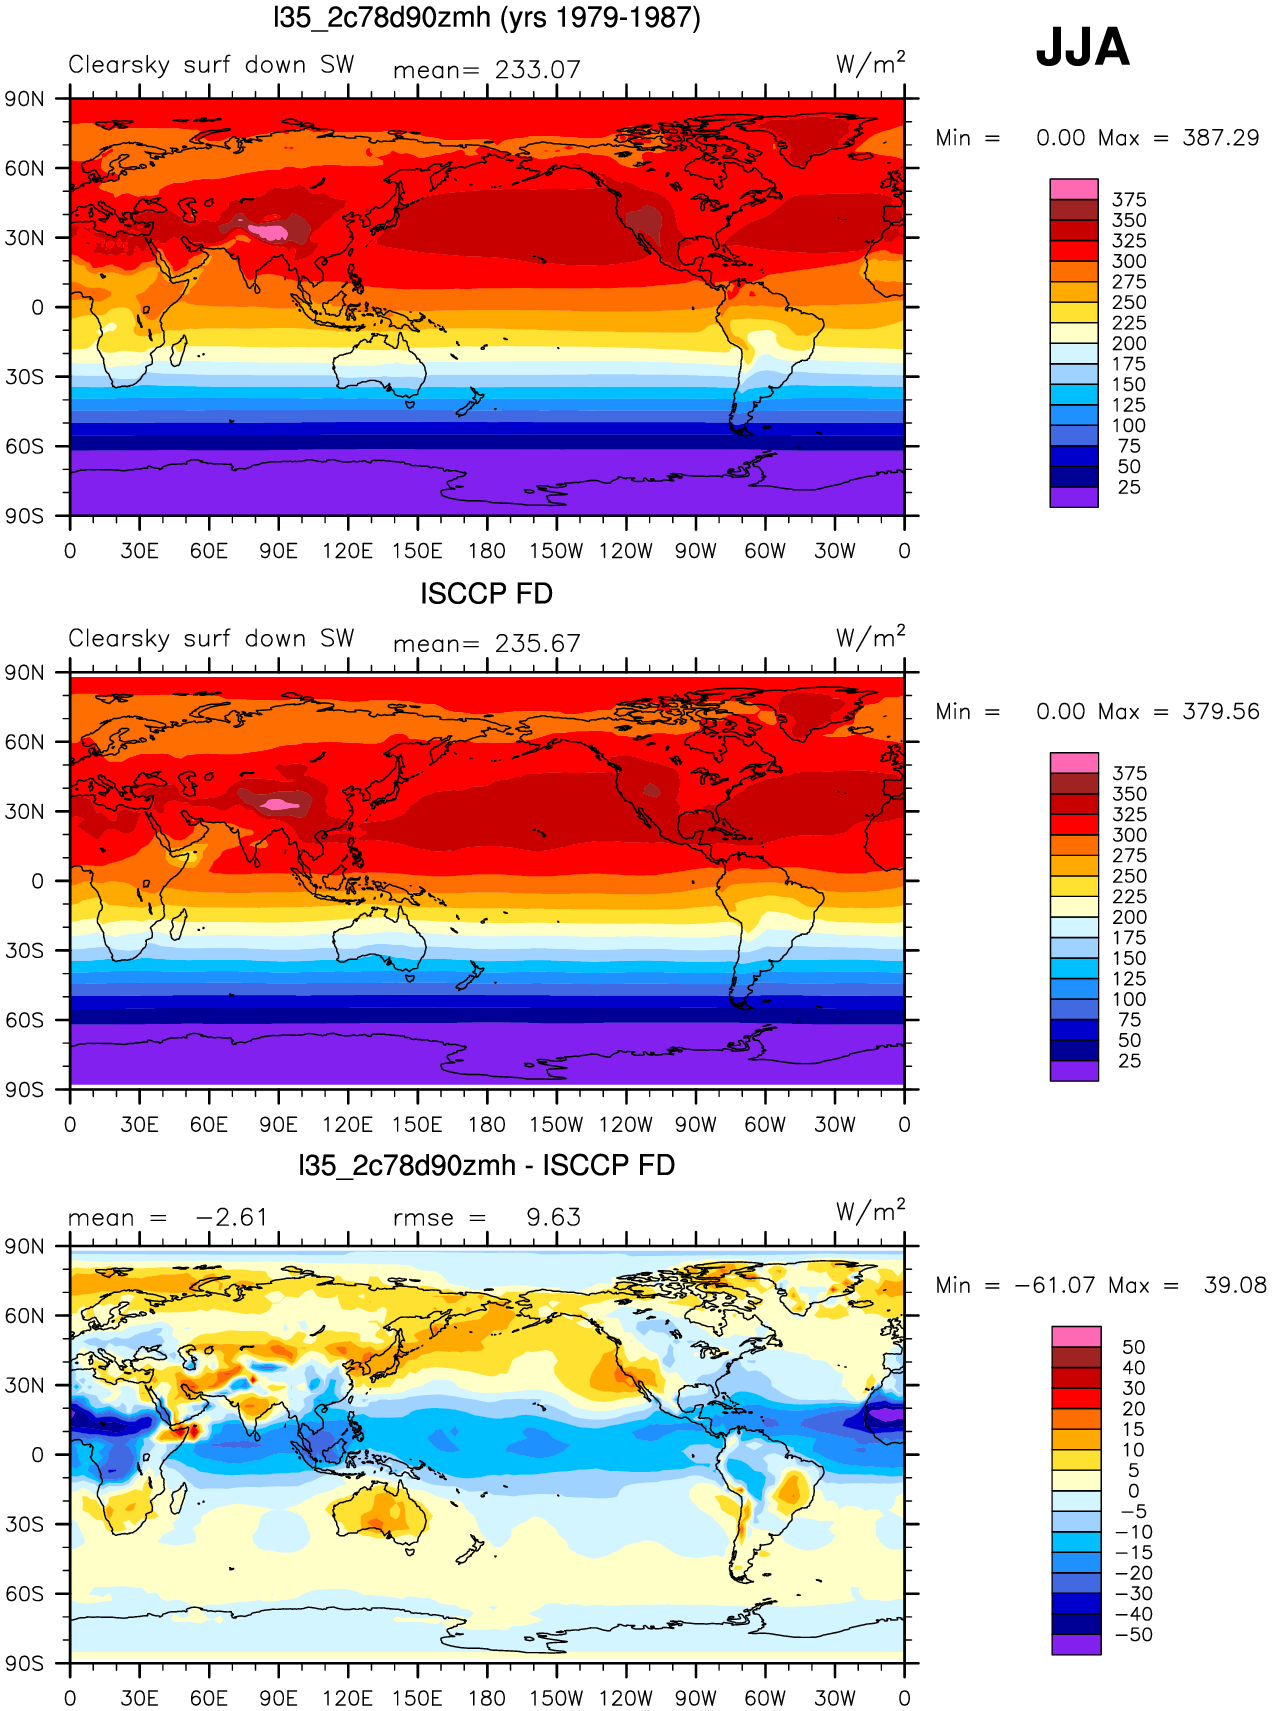 l35_2c78d90zmh (yrs 1979-1987)
JJA
Clearsky surf down SW mean= 233.07 W/m²
Min = 0.00 Max = 387.29
90N
60N
30N
0
30S
60S
90S
0 30E 60E 90E 120E 150E 180 150W 120W 90W 60W 30W 0
375
350
325
300
275
250
225
200
175
150
125
100
75
50
25
ISCCP FD
Clearsky surf down SW mean= 235.67 W/m²
Min = 0.00 Max = 379.56
90N
60N
30N
0
30S
60S
90S
0 30E 60E 90E 120E 150E 180 150W 120W 90W 60W 30W 0
375
350
325
300
275
250
225
200
175
150
125
100
75
50
25
l35_2c78d90zmh - ISCCP FD
mean = −2.61 rmse = 9.63 W/m²
Min = −61.07 Max = 39.08
90N
60N
30N
0
30S
60S
90S
0 30E 60E 90E 120E 150E 180 150W 120W 90W 60W 30W 0
50
40
30
20
15
10
5
0
−5
−10
−15
−20
−30
−40
−50